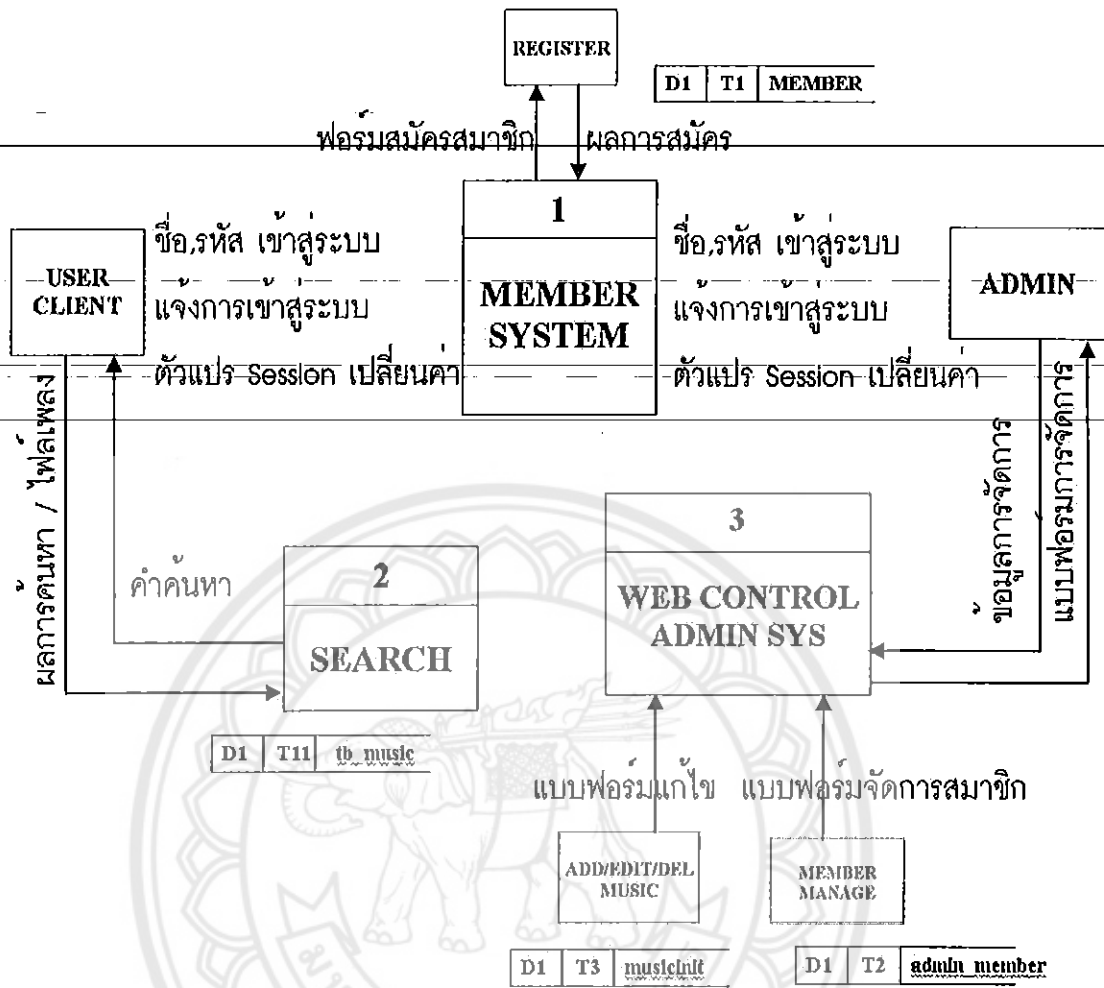 REGISTER
D1 T1 MEMBER
ฟอร์มสมัครสมาชิก ผลการสมัคร
1
MEMBER
SYSTEM
USER
CLIENT
ชื่อ,รหัส เข้าสู่ระบบ
แจ้งการเข้าสู่ระบบ
ตัวแปร Session เปลี่ยนค่า
ชื่อ,รหัส เข้าสู่ระบบ
แจ้งการเข้าสู่ระบบ
ตัวแปร Session เปลี่ยนค่า
ADMIN
ผลการค้นหา / ไฟล์เพลง
คำค้นหา
2
SEARCH
D1 T11 tb_music
3
WEB CONTROL
ADMIN SYS
ข้อมูลการจัดการ
แบบฟอรมการจัดการ
แบบฟอร์มแก้ไข แบบฟอร์มจัดการสมาชิก
ADD/EDIT/DEL
MUSIC
MEMBER
MANAGE
D1 T3 musicinit
D1 T2 admin_member